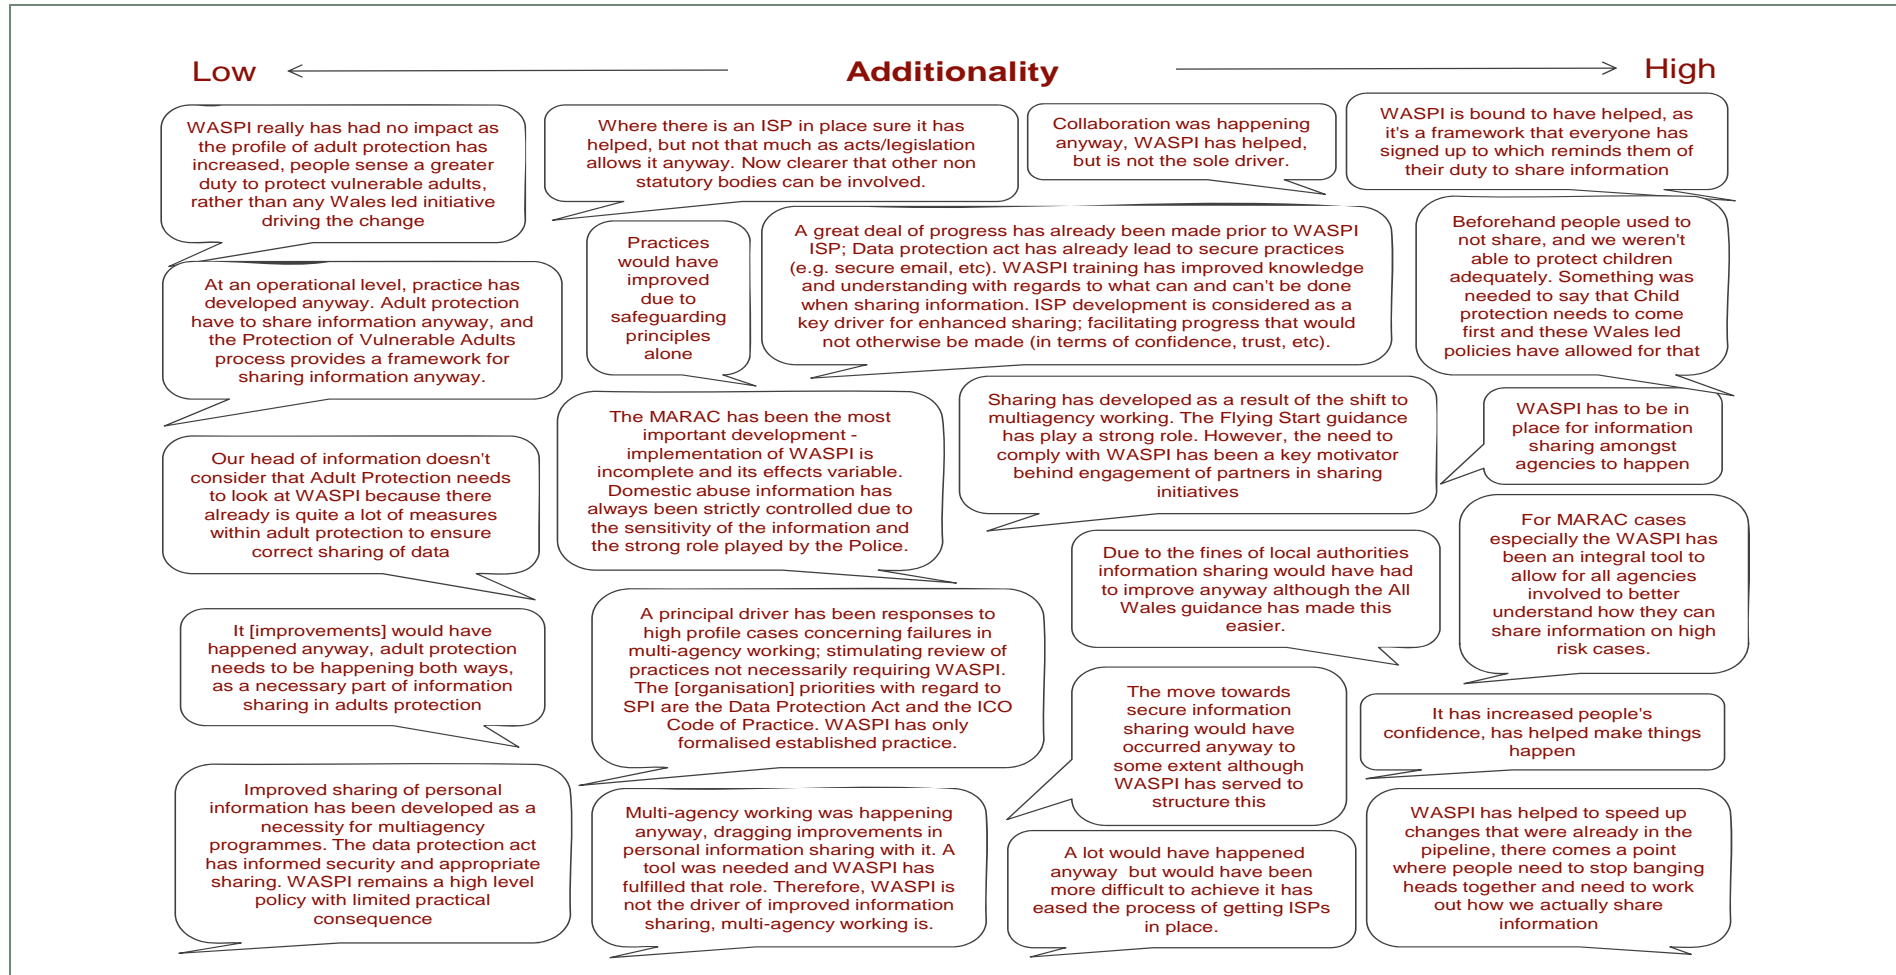 Low
Additionality
High
WASPI really has had no impact as
the profile of adult protection has
increased, people sense a greater
duty to protect vulnerable adults,
rather than any Wales led initiative
driving the change
Where there is an ISP in place sure it has
helped, but not that much as acts/legislation
allows it anyway. Now clearer that other non
statutory bodies can be involved.
Collaboration was happening
anyway, WASPI has helped,
but is not the sole driver.
WASPI is bound to have helped, as
it's a framework that everyone has
signed up to which reminds them of
their duty to share information
Practices
would have
improved
due to
safeguarding
principles
alone
A great deal of progress has already been made prior to WASPI
ISP; Data protection act has already lead to secure practices
(e.g. secure email, etc). WASPI training has improved knowledge
and understanding with regards to what can and can't be done
when sharing information. ISP development is considered as a
key driver for enhanced sharing; facilitating progress that would
not otherwise be made (in terms of confidence, trust, etc).
Beforehand people used to
not share, and we weren't
able to protect children
adequately. Something was
needed to say that Child
protection needs to come
first and these Wales led
policies have allowed for that
At an operational level, practice has
developed anyway. Adult protection
have to share information anyway, and
the Protection of Vulnerable Adults
process provides a framework for
sharing information anyway.
The MARAC has been the most
important development -
implementation of WASPI is
incomplete and its effects variable.
Domestic abuse information has
always been strictly controlled due to
the sensitivity of the information and
the strong role played by the Police.
Sharing has developed as a result of the shift to
multiagency working. The Flying Start guidance
has play a strong role. However, the need to
comply with WASPI has been a key motivator
behind engagement of partners in sharing
initiatives
WASPI has to be in
place for information
sharing amongst
agencies to happen
Our head of information doesn't
consider that Adult Protection needs
to look at WASPI because there
already is quite a lot of measures
within adult protection to ensure
correct sharing of data
Due to the fines of local authorities
information sharing would have had
to improve anyway although the All
Wales guidance has made this
easier.
For MARAC cases
especially the WASPI has
been an integral tool to
allow for all agencies
involved to better
understand how they can
share information on high
risk cases.
It [improvements] would have
happened anyway, adult protection
needs to be happening both ways,
as a necessary part of information
sharing in adults protection
A principal driver has been responses to
high profile cases concerning failures in
multi-agency working; stimulating review of
practices not necessarily requiring WASPI.
The [organisation] priorities with regard to
SPI are the Data Protection Act and the ICO
Code of Practice. WASPI has only
formalised established practice.
The move towards
secure information
sharing would have
occurred anyway to
some extent although
WASPI has served to
structure this
It has increased people's
confidence, has helped make things
happen
Improved sharing of personal
information has been developed as a
necessity for multiagency
programmes. The data protection act
has informed security and appropriate
sharing. WASPI remains a high level
policy with limited practical
consequence
Multi-agency working was happening
anyway, dragging improvements in
personal information sharing with it. A
tool was needed and WASPI has
fulfilled that role. Therefore, WASPI is
not the driver of improved information
sharing, multi-agency working is.
A lot would have happened
anyway but would have been
more difficult to achieve it has
eased the process of getting ISPs
in place.
WASPI has helped to speed up
changes that were already in the
pipeline, there comes a point
where people need to stop banging
heads together and need to work
out how we actually share
information